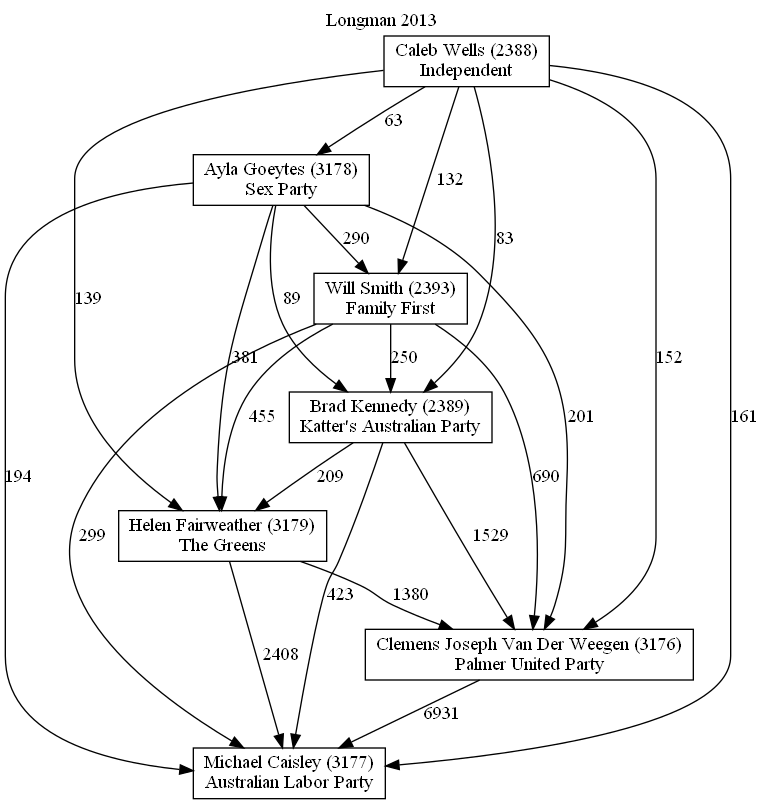 Longman 2013
Caleb Wells (2388)
Independent
63
Ayla Goeytes (3178)
Sex Party
132
290
83
Will Smith (2393)
Family First
139
89
381
250
152
Brad Kennedy (2389)
Katter's Australian Party
455
201
161
194
209
690
Helen Fairweather (3179)
The Greens
299
1529
1380
423
Clemens Joseph Van Der Weegen (3176)
Palmer United Party
2408
6931
Michael Caisley (3177)
Australian Labor Party